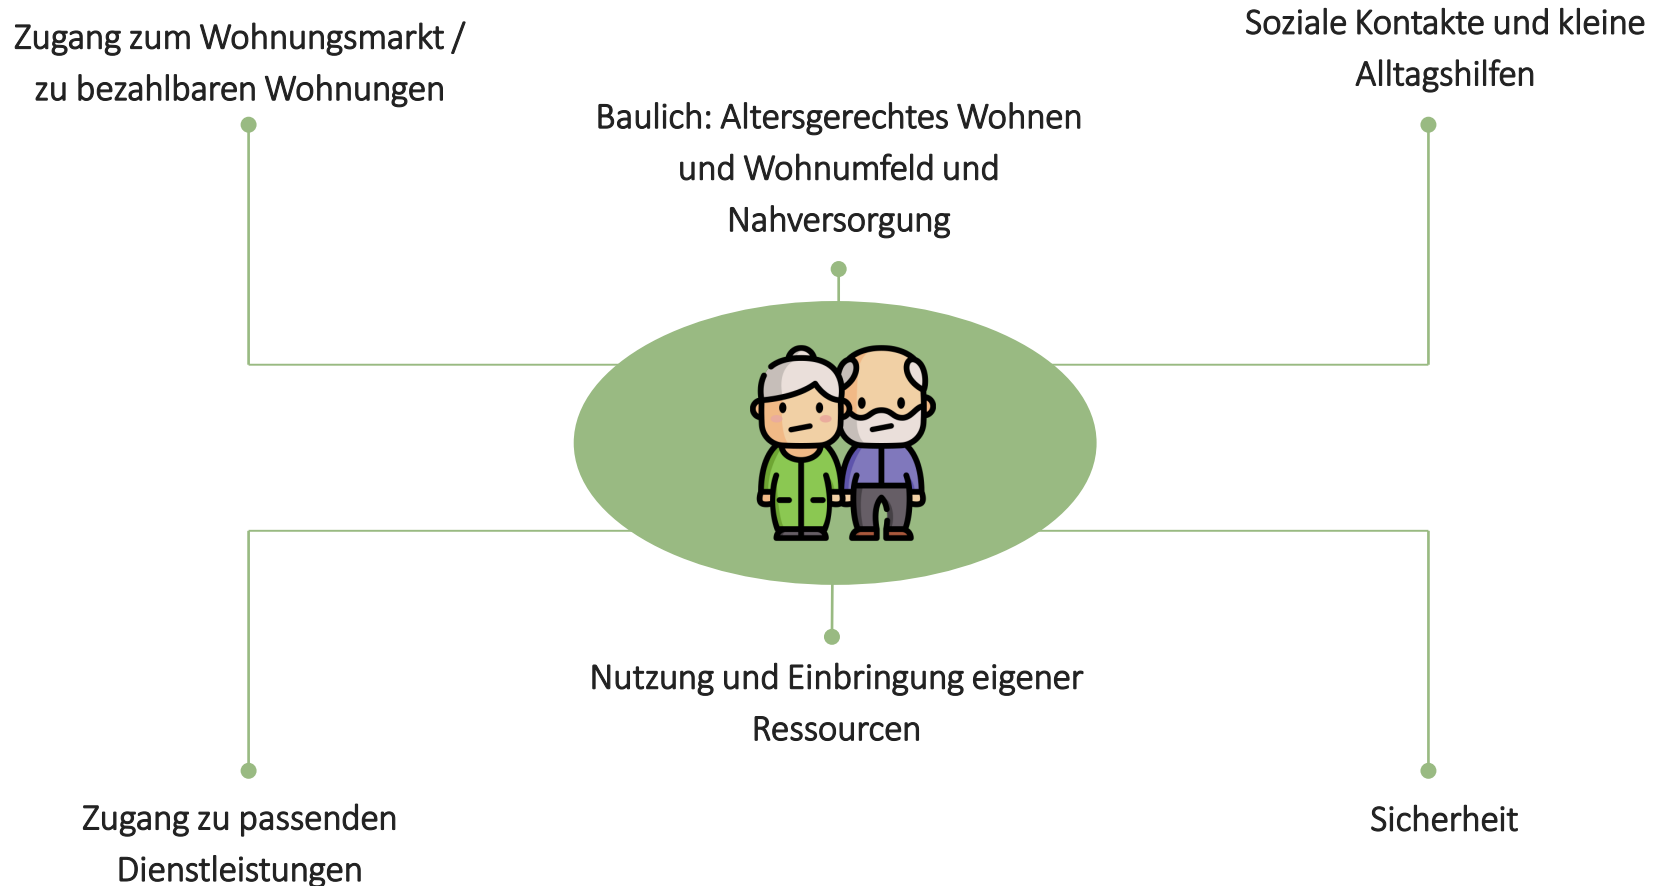 Zugang zum Wohnungsmarkt /
zu bezahlbaren Wohnungen
Baulich: Altersgerechtes Wohnen
und Wohnumfeld und
Nahversorgung
Soziale Kontakte und kleine
Alltagshilfen
Nutzung und Einbringung eigener
Ressourcen
Zugang zu passenden
Dienstleistungen
Sicherheit